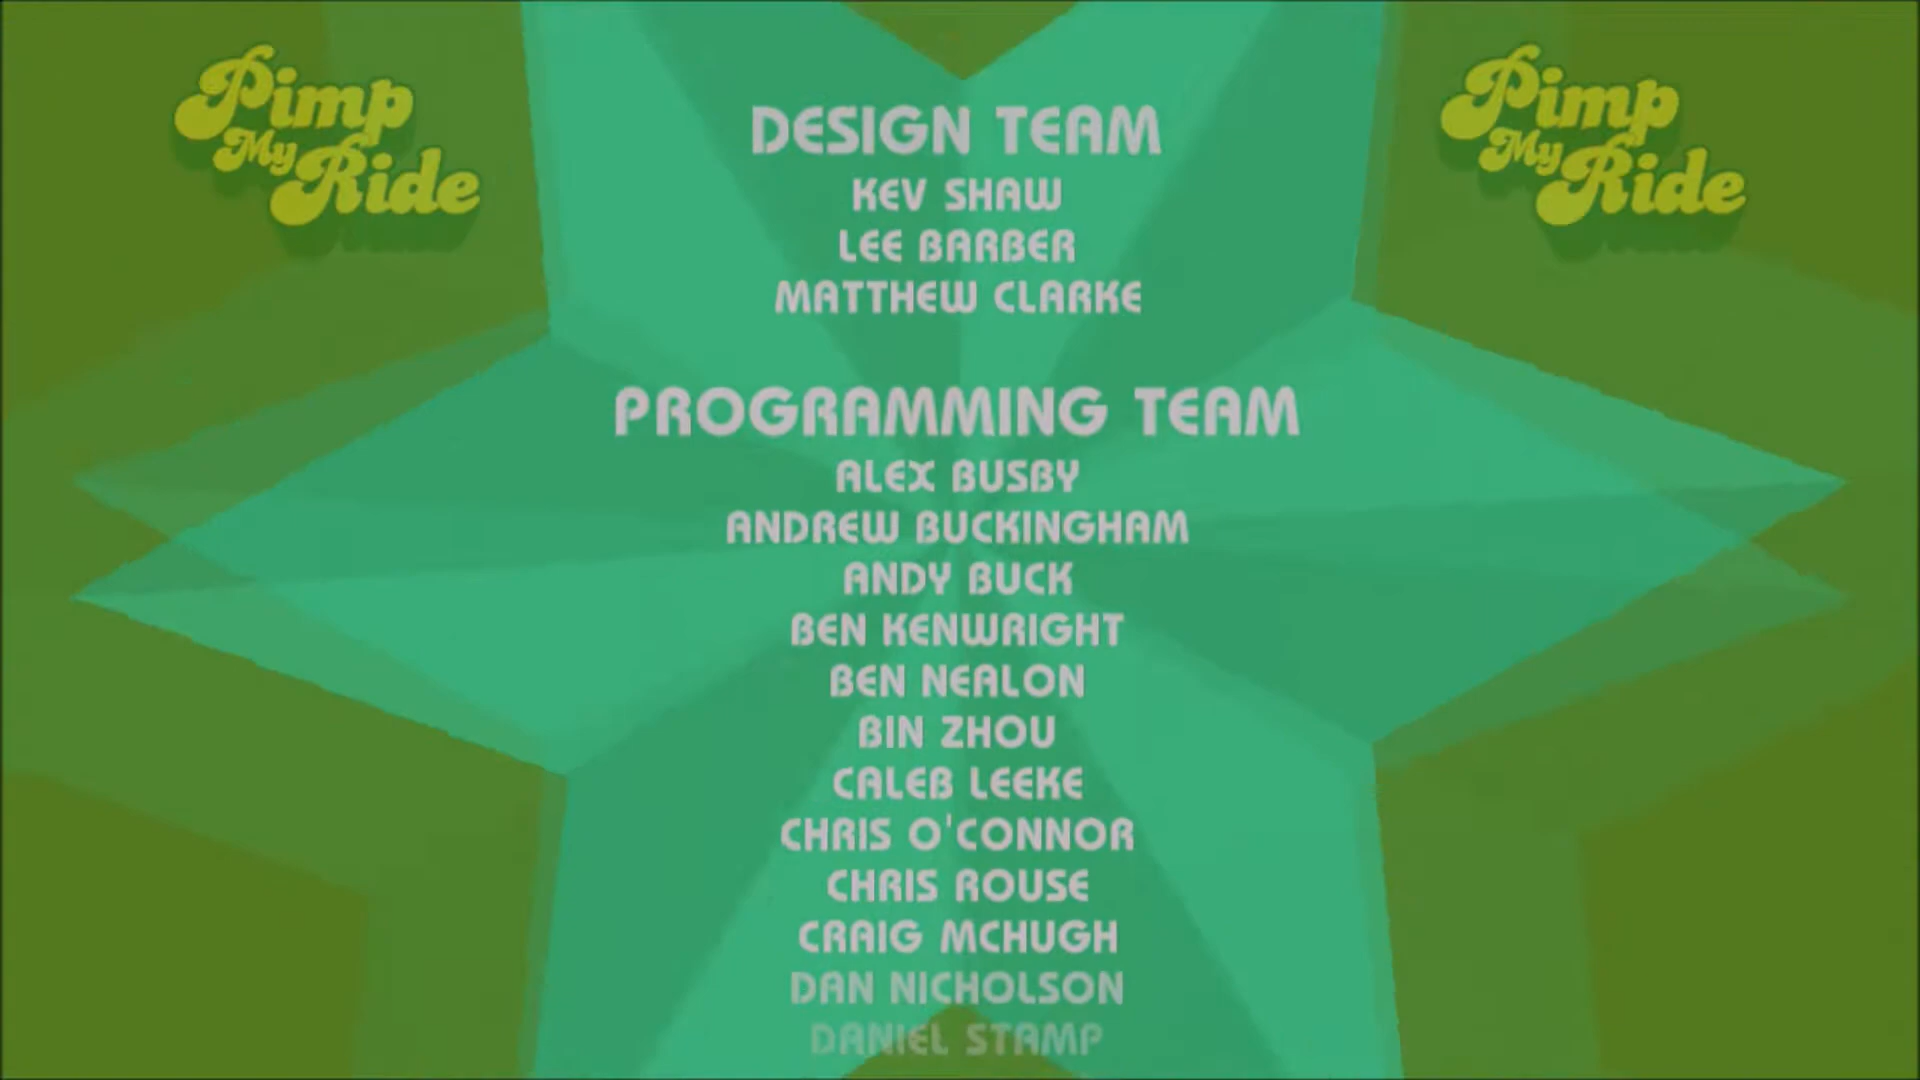 Pimp
My Ride
Pimp
My Ride
DESIGN TEAM
KEV SHAW
LEE BARBER
MATTHEW CLARKE
PROGRAMMING TEAM
ALEX BUSBY
ANDREW BUCKINGHAM
ANDY BUCK
BEN KENWRIGHT
BEN NEALON
BIN ZHOU
CALEB LEEKE
CHRIS O'CONNOR
CHRIS ROUSE
CRAIG MCHUGH
DAN NICHOLSON
DANIEL STAMP